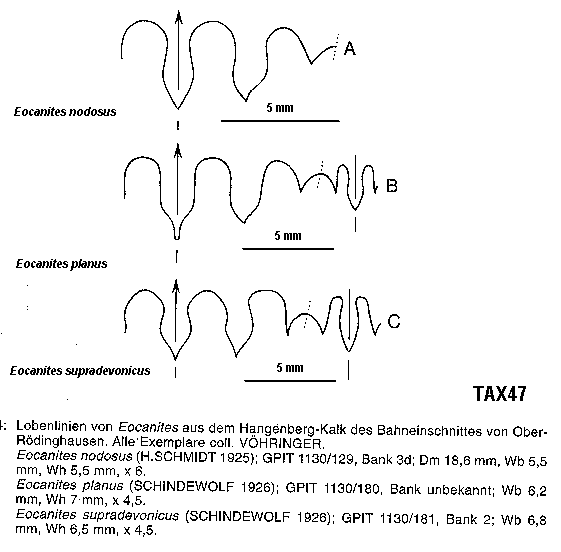 A
Eocanites nodosus
I
5 mm
B
5 mm
I
I
Eocanites planus
C
5 mm
Eocanites supradevonicus
I
I
TAX47
4: Lobenlinien von Eocanites aus dem Hangenberg-Kalk des Bahneinschnittes von Ober-
Rödinghausen. Alle Exemplare coll. VÖHRINGER.
Eocanites nodosus (H.SCHMIDT 1925); GPIT 1130/129, Bank 3d; Dm 18,6 mm, Wb 5,5
mm, Wh 5,5 mm, x 6.
Eocanites planus (SCHINDEWOLF 1926); GPIT 1130/180, Bank unbekannt; Wb 6,2
mm, Wh 7 mm, x 4,5.
Eocanites supradevonicus (SCHINDEWOLF 1926); GPIT 1130/181, Bank 2; Wb 6,8
mm, Wh 6,5 mm, x 4,5.